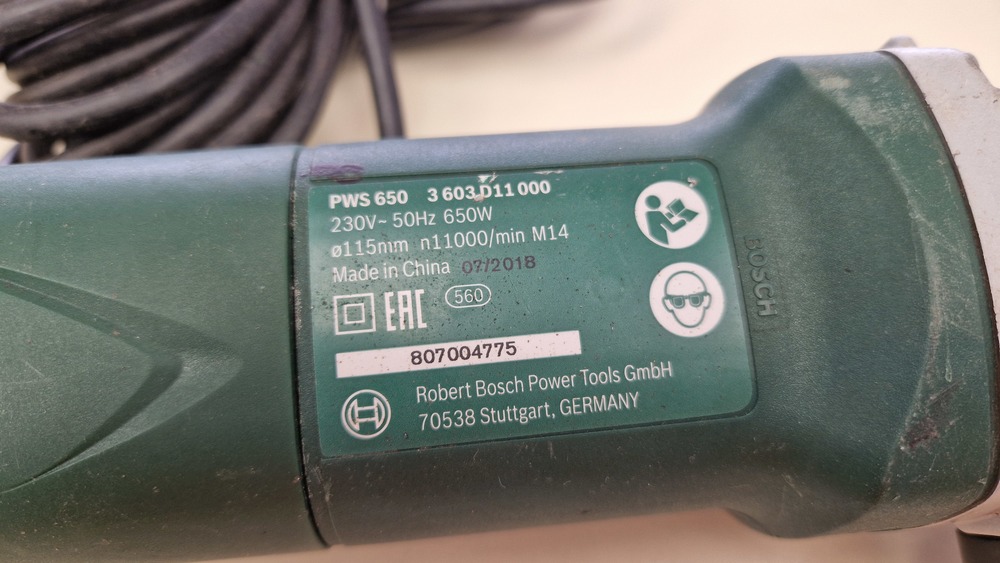 PWS 650 3 603 D11 000
230V~ 50Hz 650W
ø115mm n11000/min M14
Made in China 07/2018
EAC 560
807004775
Robert Bosch Power Tools GmbH
70538 Stuttgart, GERMANY
BOSCH